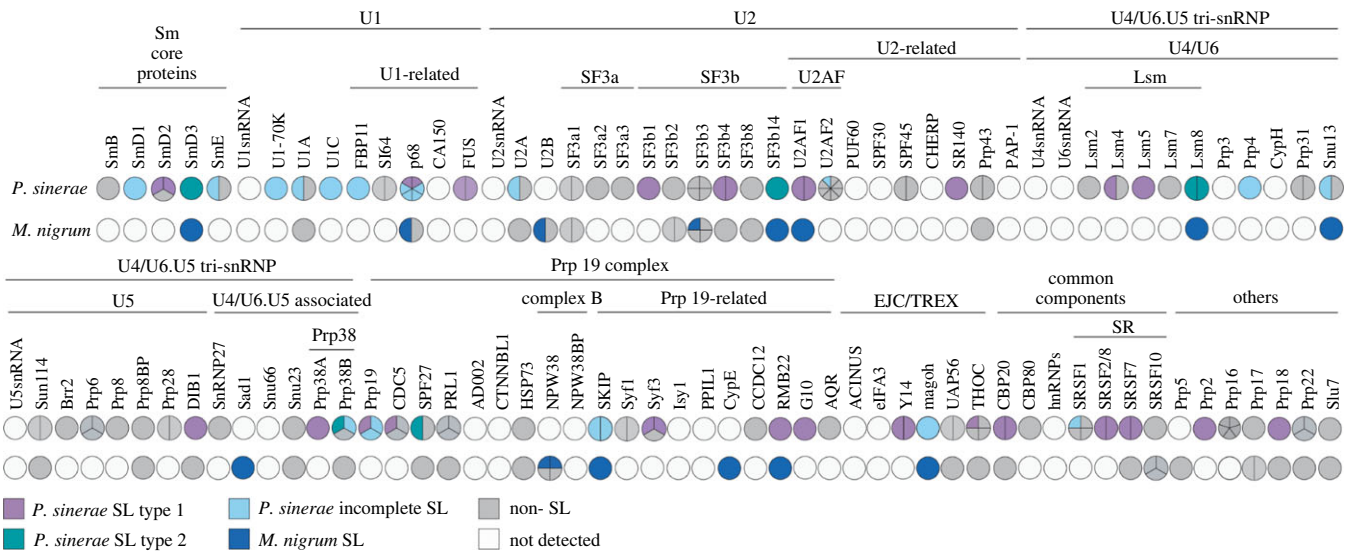 U1 U2 U4/U6.U5 tri-snRNP
Sm core proteins
U2-related U4/U6
U1-related SF3a SF3b U2AF Lsm
SmB SmD1 SmD2 SmD3 SmE U1snRNA U1-70K U1A U1C FBP11 SI64 p68 CA150 FUS U2snRNA U2A U2B SF3a1 SF3a2 SF3a3 SF3b1 SF3b2 SF3b3 SF3b4 SF3b8 SF3b14 U2AF1 U2AF2 PUF60 SPF30 SPF45 CHERP SR140 Prp43 PAP-1 U4snRNA U6snRNA Lsm2 Lsm4 Lsm5 Lsm7 Lsm8 Prp3 Prp4 CypH Prp31 Snu13
P. sinerae
M. nigrum
U4/U6.U5 tri-snRNP Prp 19 complex
U5 U4/U6.U5 associated complex B Prp 19-related EJC/TREX common components others
Prp38 SR
U5snRNA Sun114 Brr2 Prp6 Prp8 Prp8BP Prp28 DIB1 SnRNP27 Sad1 Snu66 Snu23 Prp38A Prp38B Prp19 CDC5 SPF27 PRL1 AD002 CTNNBL1 HSP73 NPW38 NPW38BP SKIP Syf1 Syf3 Isy1 PPIL1 CypE CCDC12 RMB22 G10 AQR ACINUS eIFA3 Y14 magoh UAP56 THOC CBP20 CBP80 hnRNPs SRSF1 SRSF2/8 SRSF7 SRSF10 Prp5 Prp2 Prp16 Prp17 Prp18 Prp22 Slu7
P. sinerae SL type 1 P. sinerae incomplete SL non- SL
P. sinerae SL type 2 M. nigrum SL not detected